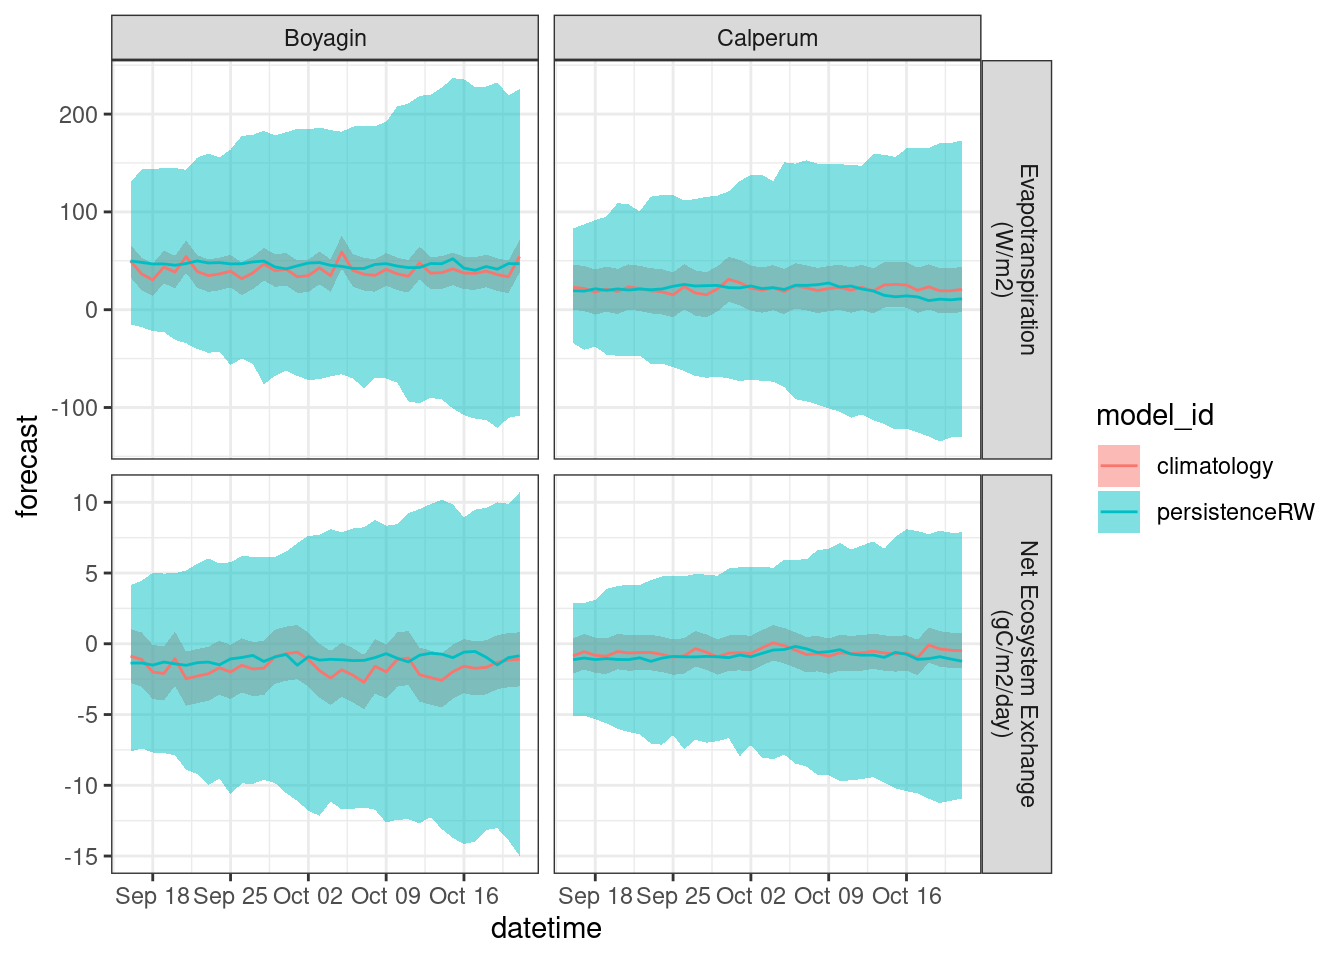 Boyagin
Calperum
200
100
0
-100
Evapotranspiration
(W/m2)
forecast
10
5
0
-5
-10
-15
Net Ecosystem Exchange
(gC/m2/day)
Sep 18 Sep 25 Oct 02 Oct 09 Oct 16
Sep 18 Sep 25 Oct 02 Oct 09 Oct 16
datetime
model_id
climatology
persistenceRW